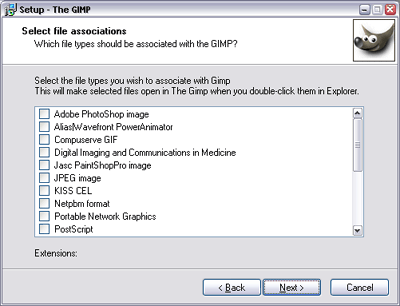 Setup - The GIMP
Select file associations
Which file types should be associated with the GIMP?
Select the file types you wish to associate with Gimp
This will make selected files open in The Gimp when you double-click them in Explorer.
Adobe PhotoShop image
Alias|Wavefront PowerAnimator
Compuserve GIF
Digital Imaging and Communications in Medicine
Jasc PaintShopPro image
JPEG image
KISS CEL
Netpbm format
Portable Network Graphics
PostScript
Extensions:
< Back
Next >
Cancel